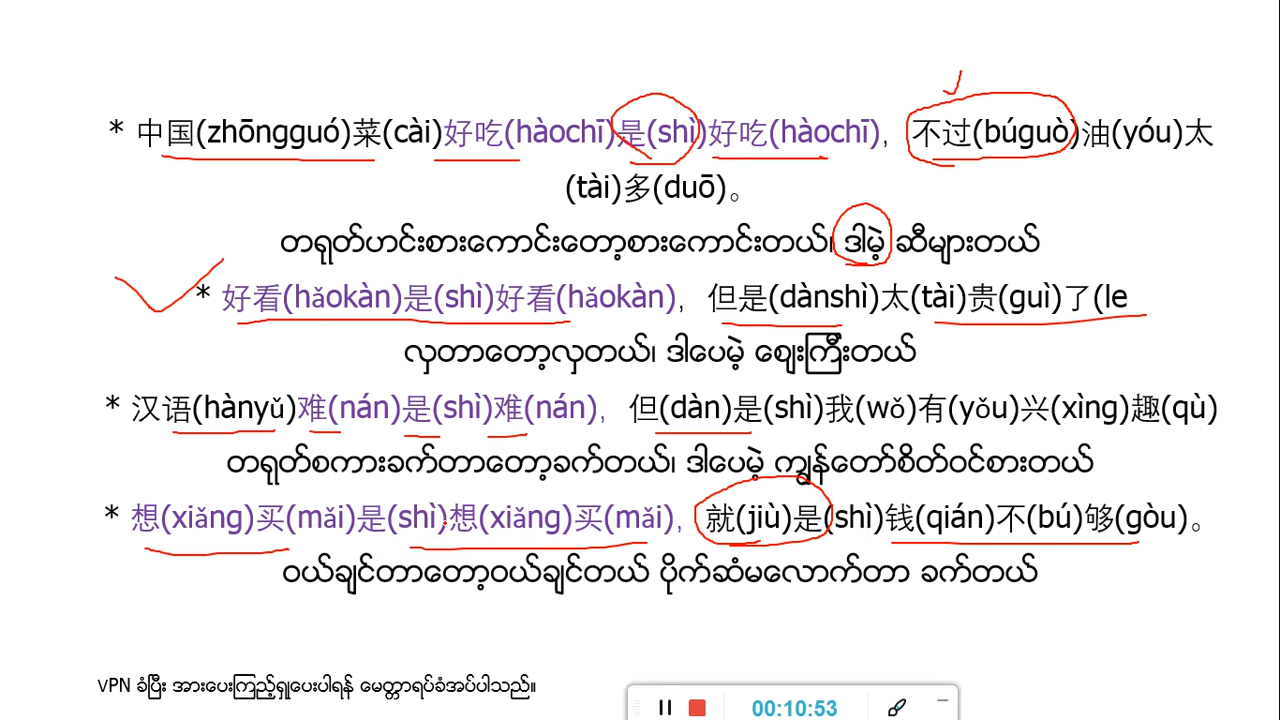 * 中国(zhōngguó)菜(cài)好吃(hàochī)是(shì)好吃(hàochī)，不过(búguò)油(yóu)太
(tài)多(duō)。
တရုတ်ဟင်းစားကောင်းတော့စားကောင်းတယ်၊ ဒါမဲ့ ဆီများတယ်
* 好看(hǎokàn)是(shì)好看(hǎokàn)，但是(dànshì)太(tài)贵(guì)了(le
လှတာတော့လှတယ်၊ ဒါပေမဲ့ ဈေးကြီးတယ်
* 汉语(hànyǔ)难(nán)是(shì)难(nán)，但(dàn)是(shì)我(wǒ)有(yǒu)兴(xìng)趣(qù)
တရုတ်စကားခက်တာတော့ခက်တယ်၊ ဒါပေမဲ့ ကျွန်တော်စိတ်ဝင်စားတယ်
* 想(xiǎng)买(mǎi)是(shì)想(xiǎng)买(mǎi)，就(jiù)是(shì)钱(qián)不(bú)够(gòu)。
ဝယ်ချင်တာတော့ဝယ်ချင်တယ် ပိုက်ဆံမလောက်တာ ခက်တယ်
VPN ခံပြီး အားပေးကြည့်ရှုပေးပါရန် မေတ္တာရပ်ခံအပ်ပါသည်။
00:10:53